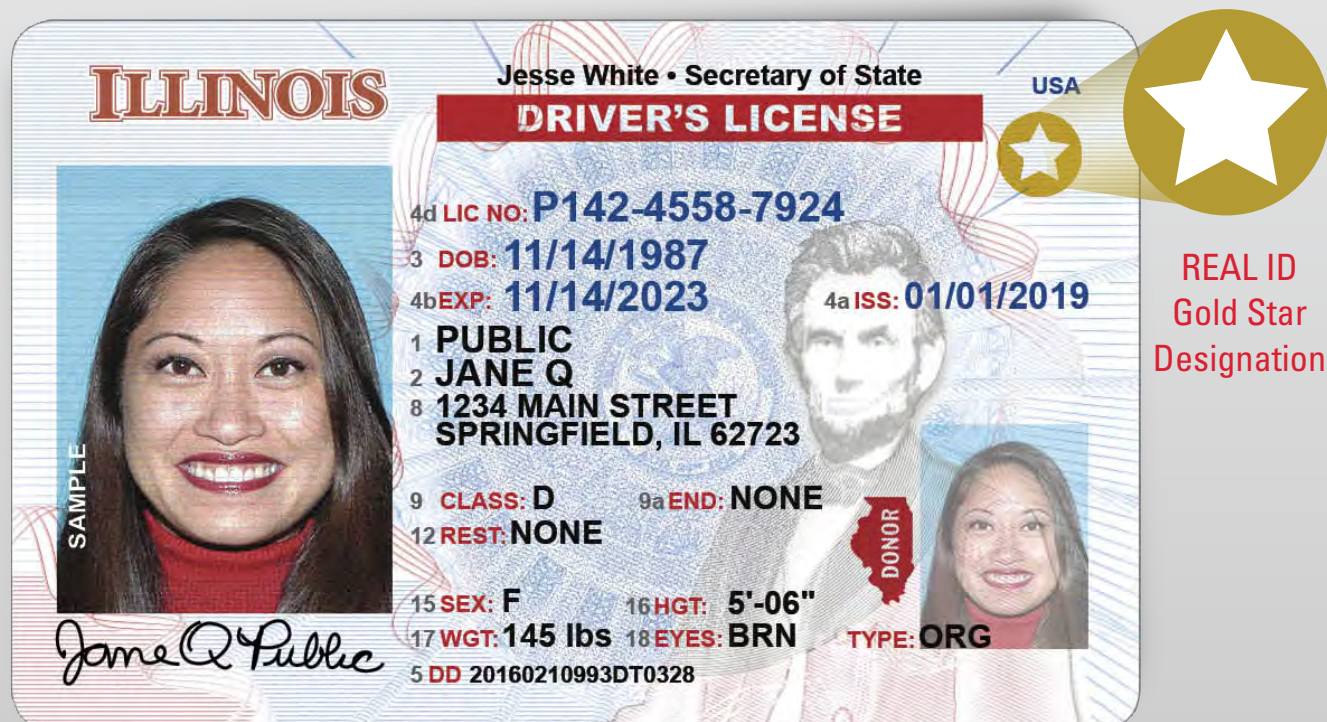 ILLINOIS
Jesse White • Secretary of State
USA
DRIVER'S LICENSE
4d LIC NO: P142-4558-7924
3 DOB: 11/14/1987
4b EXP: 11/14/2023
4a ISS: 01/01/2019
1 PUBLIC
2 JANE Q
8 1234 MAIN STREET
SPRINGFIELD, IL 62723
9 CLASS: D
9a END: NONE
12 REST: NONE
DONOR
15 SEX: F
16 HGT: 5'-06"
17 WGT: 145 lbs
18 EYES: BRN
TYPE: ORG
5 DD 20160210993DT0328
SAMPLE
Jane Q Public
REAL ID
Gold Star
Designation